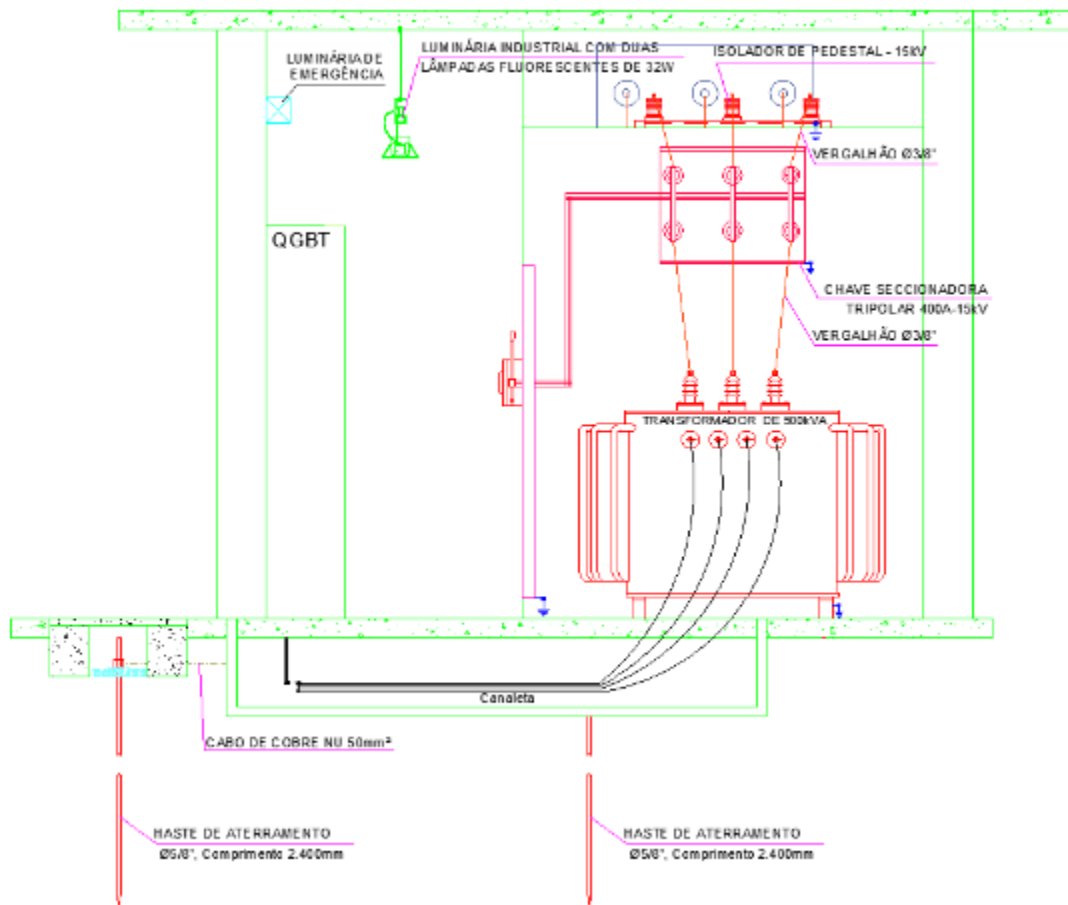 LUMINÁRIA DE
EMERGÊNCIA
LUMINÁRIA INDUSTRIAL COM DUAS
LÂMPADAS FLUORESCENTES DE 32W
ISOLADOR DE PEDESTAL - 15kV
VERGALHÃO Ø3/8"
QGBT
CHAVE SECCIONADORA
TRIPOLAR 400A-15kV
VERGALHÃO Ø3/8"
TRANSFORMADOR DE 500kVA
Canaleta
CABO DE COBRE NU 50mm²
HASTE DE ATERRAMENTO
Ø5/8", Comprimento 2.400mm
HASTE DE ATERRAMENTO
Ø5/8", Comprimento 2.400mm